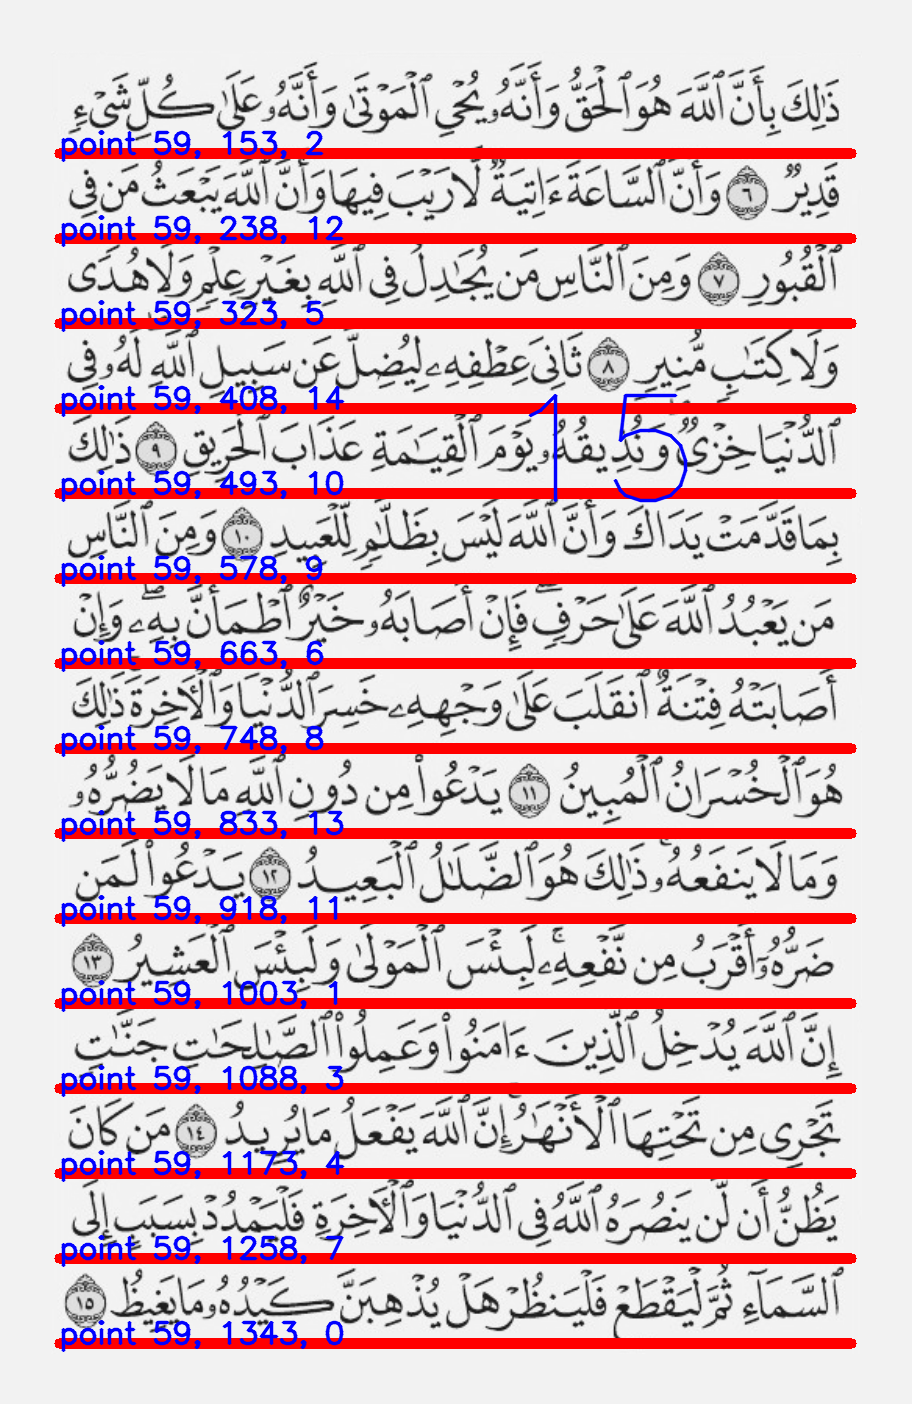 ذَٰلِكَ بِأَنَّ ٱللَّهَ هُوَ ٱلْحَقُّ وَأَنَّهُۥ يُحْىِ ٱلْمَوْتَىٰ وَأَنَّهُۥ عَلَىٰ كُلِّ شَىْءٍ
point 59, 153, 2
قَدِيرٌ ٦ وَأَنَّ ٱلسَّاعَةَ ءَاتِيَةٌ لَّا رَيْبَ فِيهَا وَأَنَّ ٱللَّهَ يَبْعَثُ مَن فِى
point 59, 238, 12
ٱلْقُبُورِ ٧ وَمِنَ ٱلنَّاسِ مَن يُجَٰدِلُ فِى ٱللَّهِ بِغَيْرِ عِلْمٍ وَلَا هُدًى
point 59, 323, 5
وَلَا كِتَٰبٍ مُّنِيرٍ ٨ ثَانِىَ عِطْفِهِۦ لِيُضِلَّ عَن سَبِيلِ ٱللَّهِ لَهُۥ فِى
point 59, 408, 14
ٱلدُّنْيَا خِزْىٌ وَنُذِيقُهُۥ يَوْمَ ٱلْقِيَٰمَةِ عَذَابَ ٱلْحَرِيقِ ٩ ذَٰلِكَ
15
point 59, 493, 10
بِمَا قَدَّمَتْ يَدَاكَ وَأَنَّ ٱللَّهَ لَيْسَ بِظَلَّٰمٍ لِّلْعَبِيدِ ١٠ وَمِنَ ٱلنَّاسِ
point 59, 578, 9
مَن يَعْبُدُ ٱللَّهَ عَلَىٰ حَرْفٍ ۖ فَإِنْ أَصَابَهُۥ خَيْرٌ ٱطْمَأَنَّ بِهِۦ ۖ وَإِنْ
point 59, 663, 6
أَصَابَتْهُ فِتْنَةٌ ٱنقَلَبَ عَلَىٰ وَجْهِهِۦ خَسِرَ ٱلدُّنْيَا وَٱلْءَاخِرَةَ ۚ ذَٰلِكَ
point 59, 748, 8
هُوَ ٱلْخُسْرَانُ ٱلْمُبِينُ ١١ يَدْعُوا۟ مِن دُونِ ٱللَّهِ مَا لَا يَضُرُّهُۥ
point 59, 833, 13
وَمَا لَا يَنفَعُهُۥ ۚ ذَٰلِكَ هُوَ ٱلضَّلَٰلُ ٱلْبَعِيدُ ١٢ يَدْعُوا۟ لَمَن
point 59, 918, 11
ضَرُّهُۥٓ أَقْرَبُ مِن نَّفْعِهِۦ ۚ لَبِئْسَ ٱلْمَوْلَىٰ وَلَبِئْسَ ٱلْعَشِيرُ ١٣
point 59, 1003, 1
إِنَّ ٱللَّهَ يُدْخِلُ ٱلَّذِينَ ءَامَنُوا۟ وَعَمِلُوا۟ ٱلصَّٰلِحَٰتِ جَنَّٰتٍ
point 59, 1088, 3
تَجْرِى مِن تَحْتِهَا ٱلْأَنْهَٰرُ ۚ إِنَّ ٱللَّهَ يَفْعَلُ مَا يُرِيدُ ١٤ مَن كَانَ
point 59, 1173, 4
يَظُنُّ أَن لَّن يَنصُرَهُ ٱللَّهُ فِى ٱلدُّنْيَا وَٱلْءَاخِرَةِ فَلْيَمْدُدْ بِسَبَبٍ إِلَى
point 59, 1258, 7
ٱلسَّمَآءِ ثُمَّ لْيَقْطَعْ فَلْيَنظُرْ هَلْ يُذْهِبَنَّ كَيْدُهُۥ مَا يَغِيظُ ١٥
point 59, 1343, 0